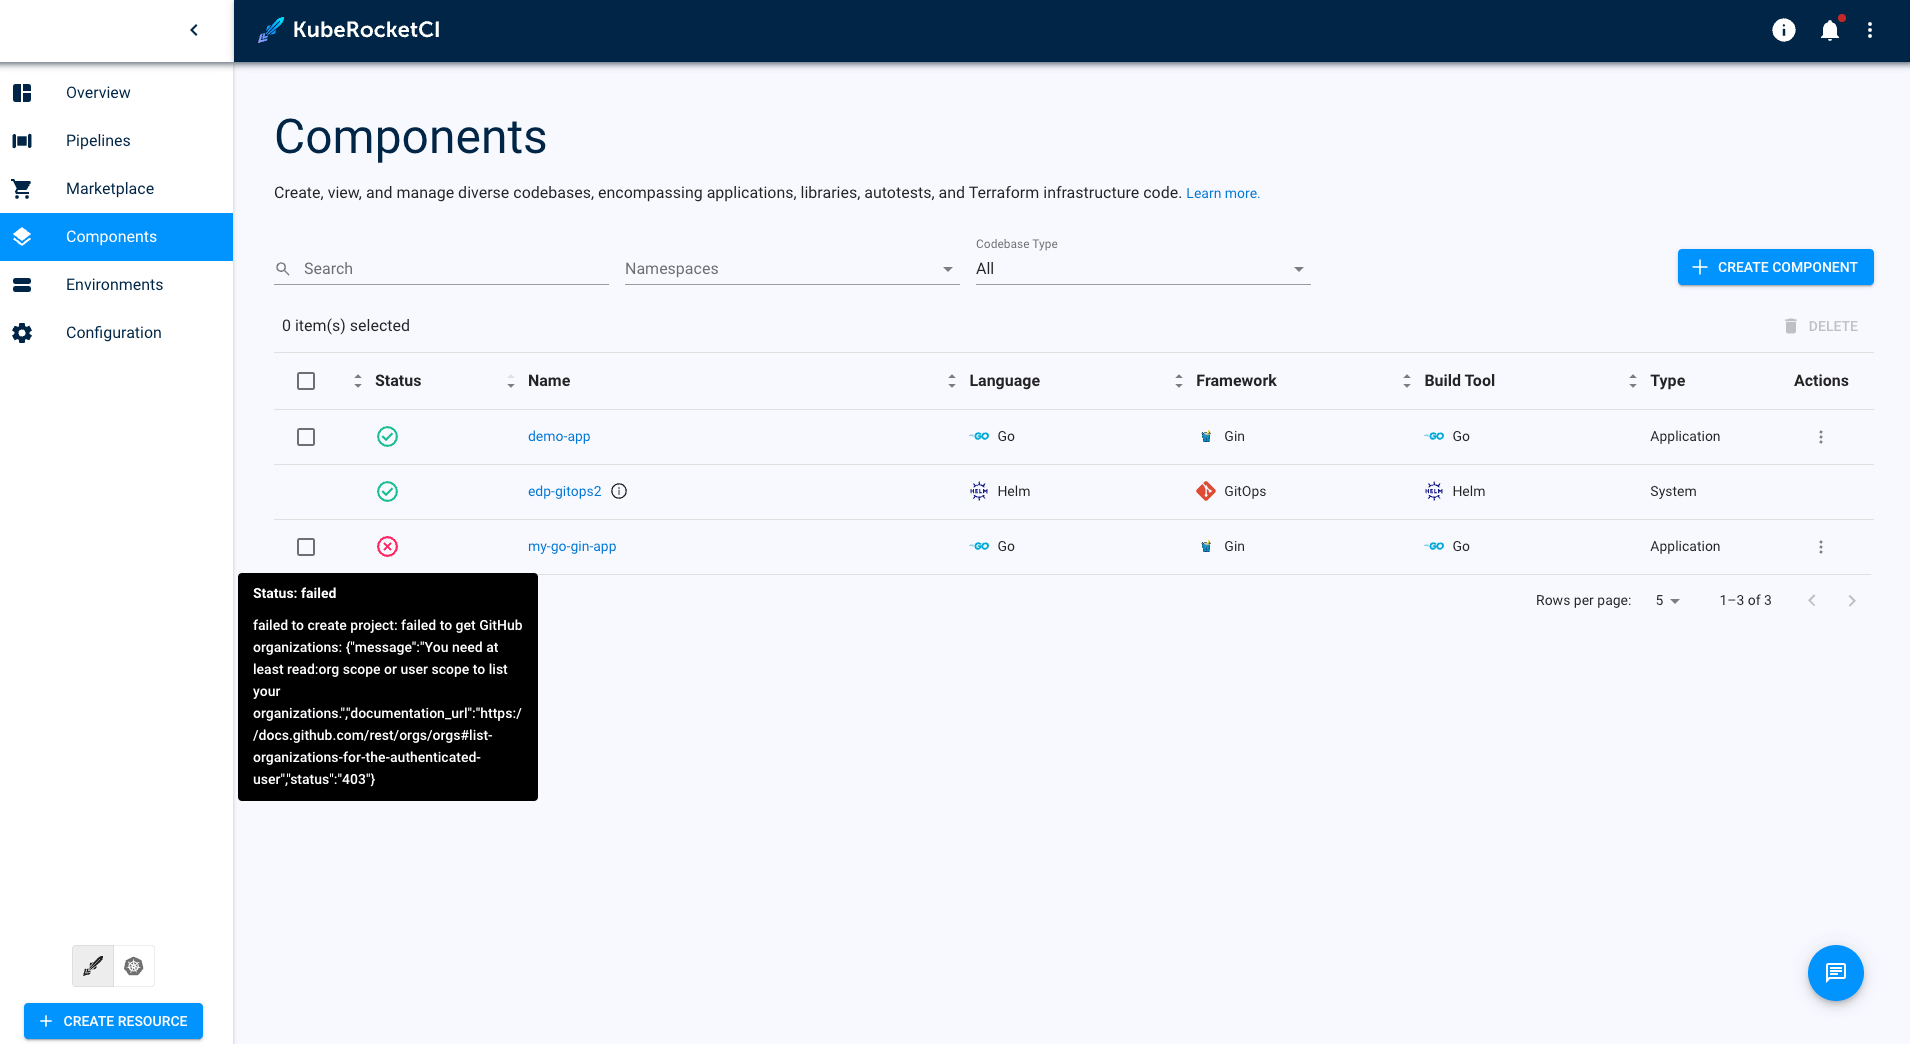 KubeRocketCI
Overview
Pipelines
Marketplace
Components
Environments
Configuration
Components
Create, view, and manage diverse codebases, encompassing applications, libraries, autotests, and Terraform infrastructure code. Learn more.
Search
Namespaces
Codebase Type
All
CREATE COMPONENT
0 item(s) selected
DELETE
Status Name Language Framework Build Tool Type Actions
demo-app GO Go Gin GO Go Application
edp-gitops2 HELM Helm GitOps HELM Helm System
my-go-gin-app GO Go Gin GO Go Application
Rows per page: 5 1–3 of 3
Status: failed
failed to create project: failed to get GitHub
organizations: {"message":"You need at
least read:org scope or user scope to list
your
organizations.","documentation_url":"https:/
/docs.github.com/rest/orgs/orgs#list-
organizations-for-the-authenticated-
user","status":"403"}
CREATE RESOURCE